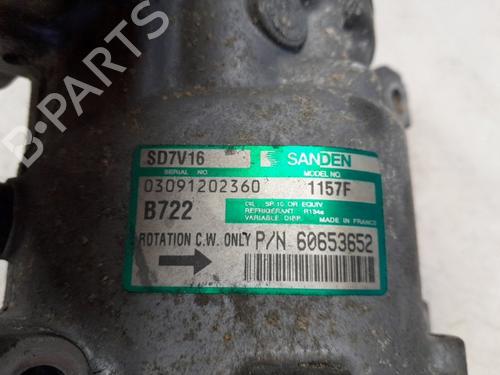 SD7V16 SANDEN
SERIAL NO MODEL NO.
03091202360 1157F
B722
OIL SP 10 OR EQUIV
REFRIGERANT R134a
VARIABLE DISP. MADE IN FRANCE
ROTATION C.W. ONLY P/N 60653652
B-PARTS